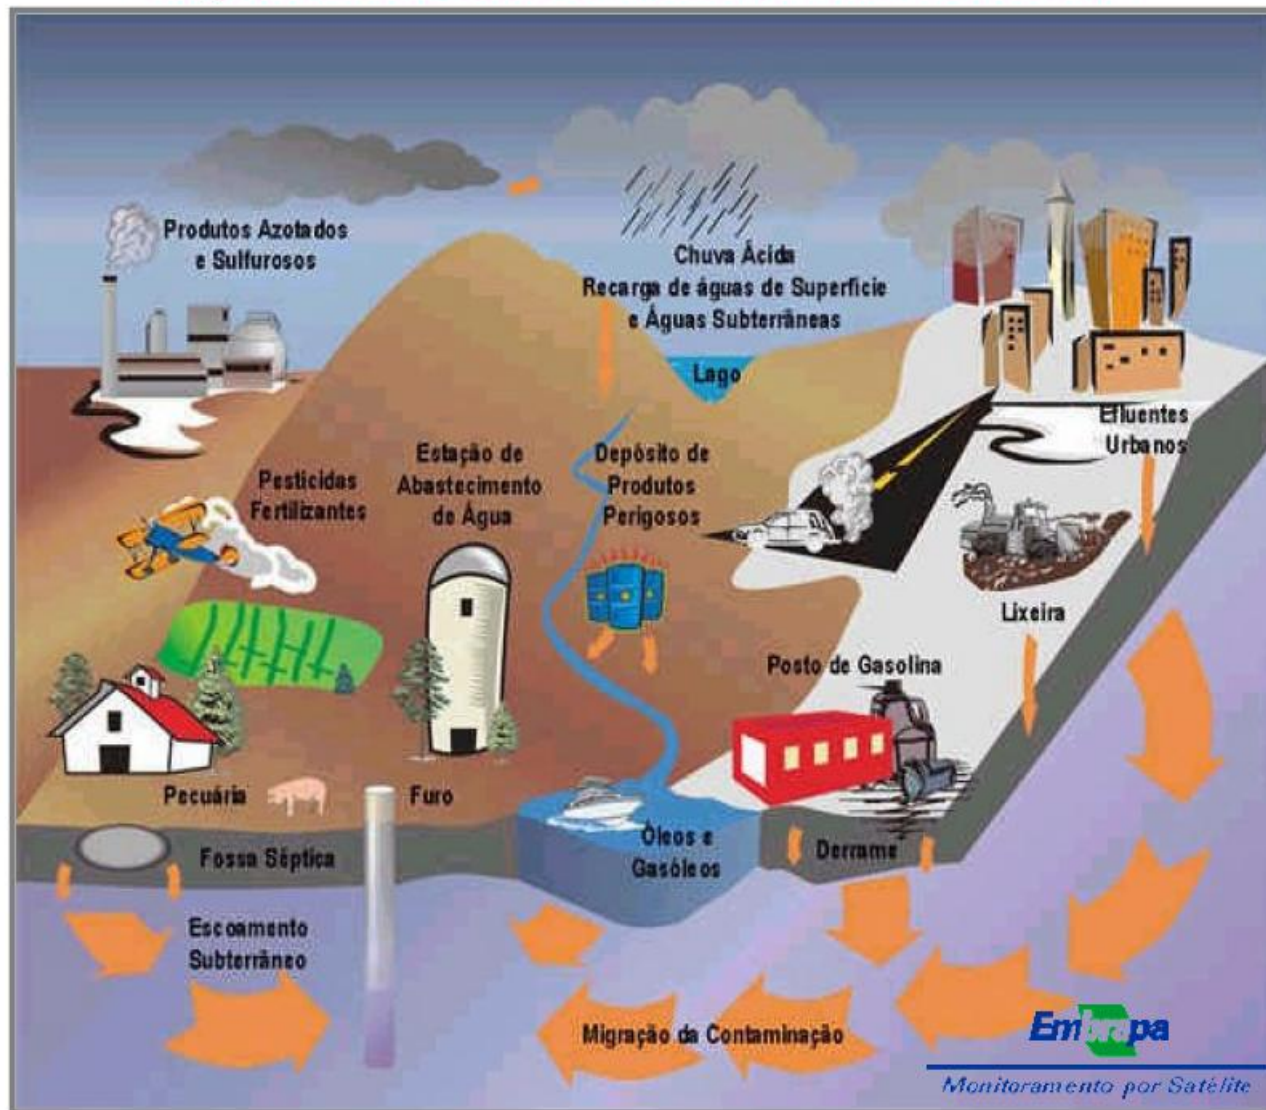 Produtos Azotados
e Sulfurosos
Chuva Ácida
Recarga de águas de Superfície
e Águas Subterrâneas
Lago
Efluentes
Urbanos
Estação de
Abastecimento
de Água
Depósito de
Produtos
Perigosos
Pesticidas
Fertilizantes
Lixeira
Posto de Gasolina
Pecuária
Furo
Óleos e
Gasóleos
Derrame
Fossa Séptica
Escoamento
Subterrâneo
Migração da Contaminação
Embrapa
Monitoramento por Satélite